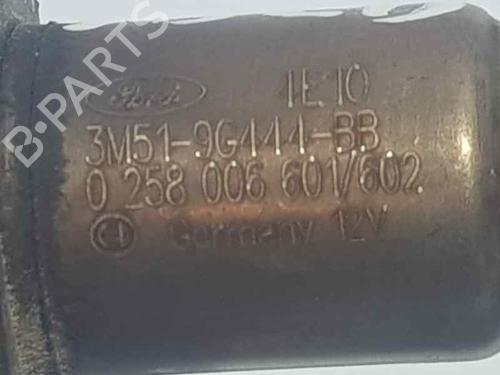 B-PARTS
Ford 1E10
3M51-9G444-BB
0 258 006 601/602
Germany 12V